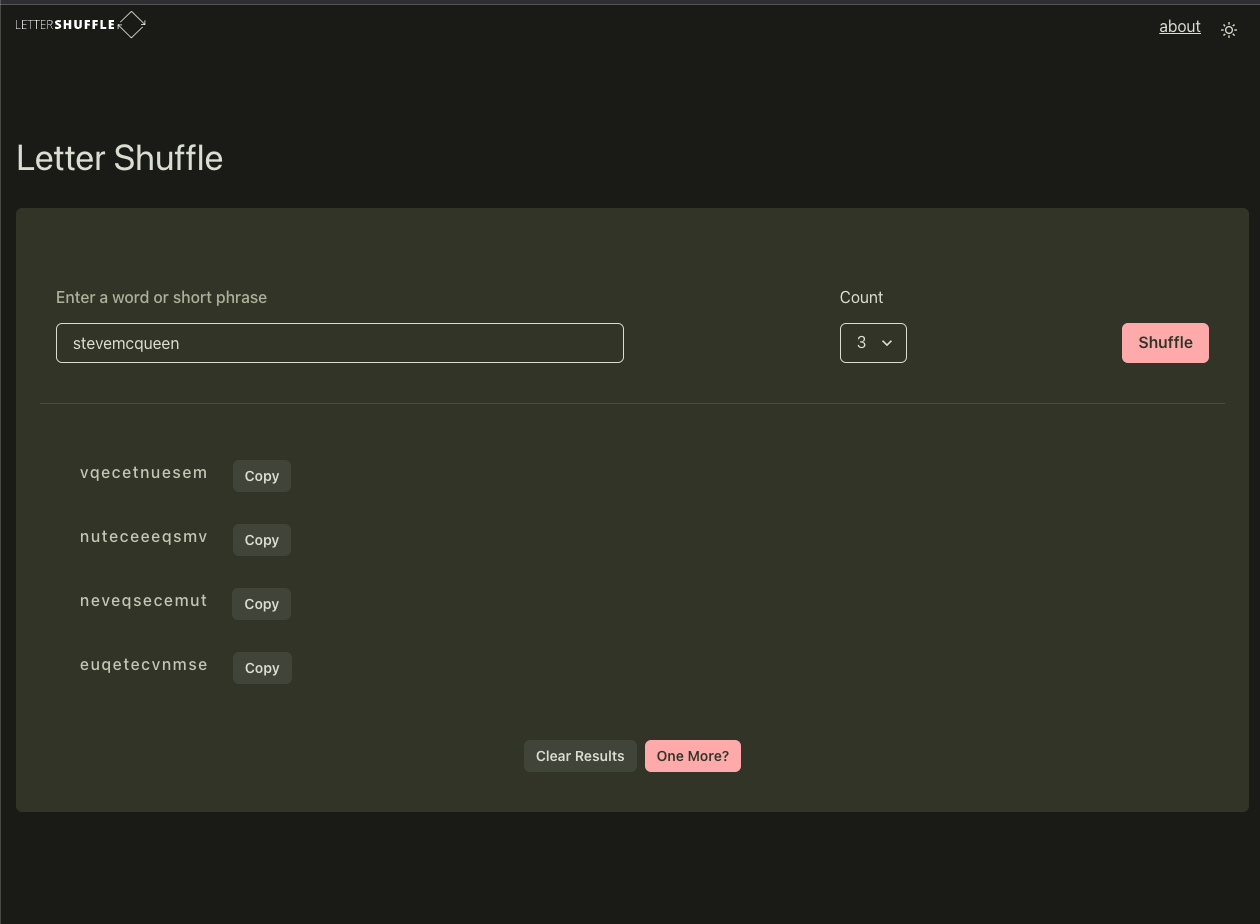 LETTERSHUFFLE
about
Letter Shuffle
Enter a word or short phrase
Count
stevemcqueen
3
Shuffle
vqecetnuesem
Copy
nuteceeeqsmv
Copy
neveqsecemut
Copy
euqetecvnmse
Copy
Clear Results
One More?